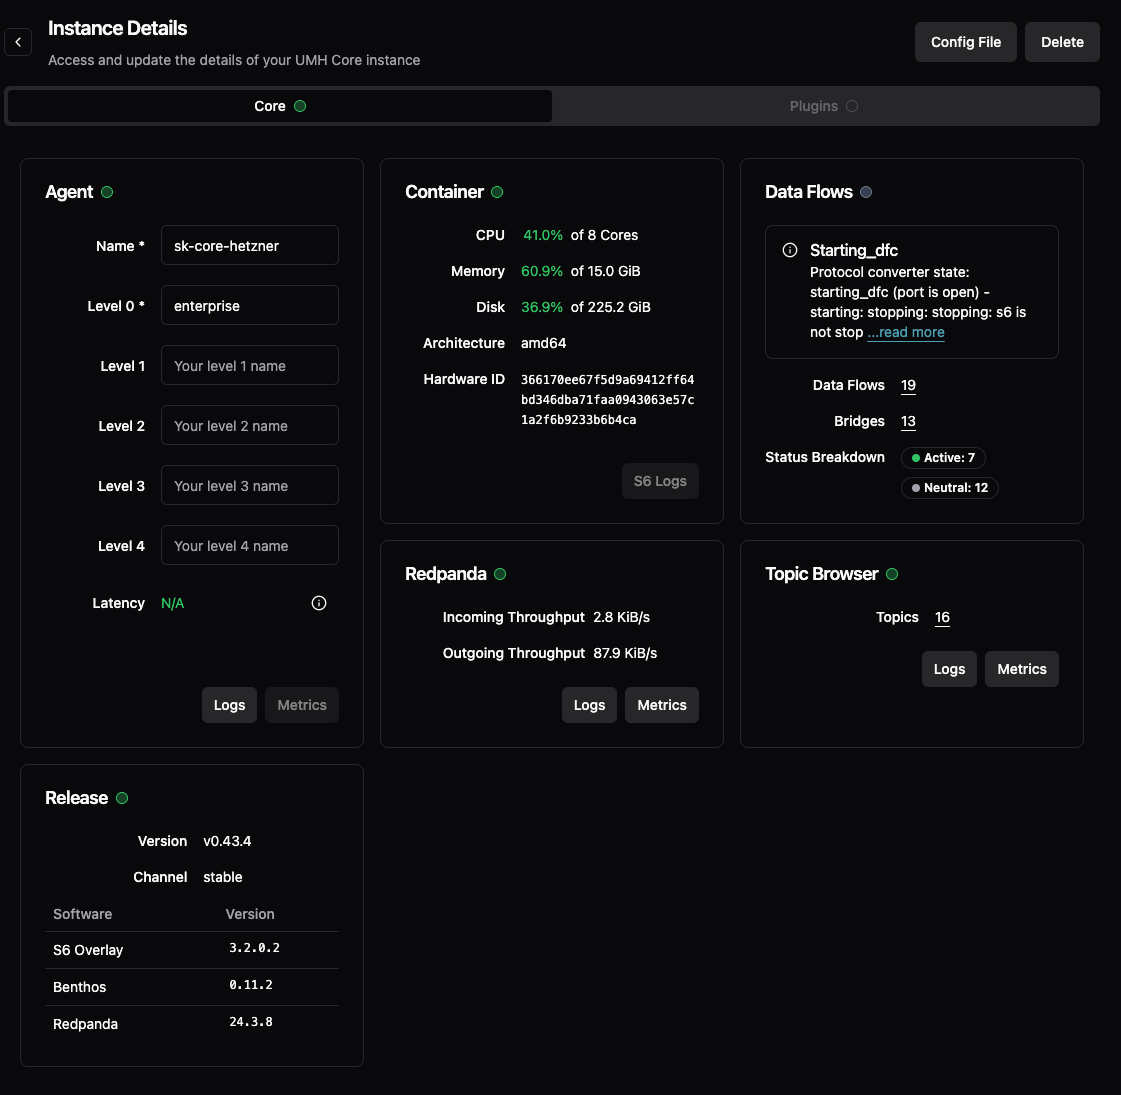 Instance Details
Access and update the details of your UMH Core instance
Config File
Delete
Core
Plugins
Agent
Name *
sk-core-hetzner
Level 0 *
enterprise
Level 1
Your level 1 name
Level 2
Your level 2 name
Level 3
Your level 3 name
Level 4
Your level 4 name
Latency
N/A
Logs
Metrics
Container
CPU
41.0% of 8 Cores
Memory
60.9% of 15.0 GiB
Disk
36.9% of 225.2 GiB
Architecture
amd64
Hardware ID
366170ee67f5d9a69412ff64
bd346dba71faa0943063e57c
1a2f6b9233b6b4ca
S6 Logs
Data Flows
Starting_dfc
Protocol converter state:
starting_dfc (port is open) -
starting: stopping: stopping: s6 is
not stop ...read more
Data Flows
19
Bridges
13
Status Breakdown
Active: 7
Neutral: 12
Redpanda
Incoming Throughput 2.8 KiB/s
Outgoing Throughput 87.9 KiB/s
Logs
Metrics
Topic Browser
Topics
16
Logs
Metrics
Release
Version
v0.43.4
Channel
stable
Software
Version
S6 Overlay
3.2.0.2
Benthos
0.11.2
Redpanda
24.3.8